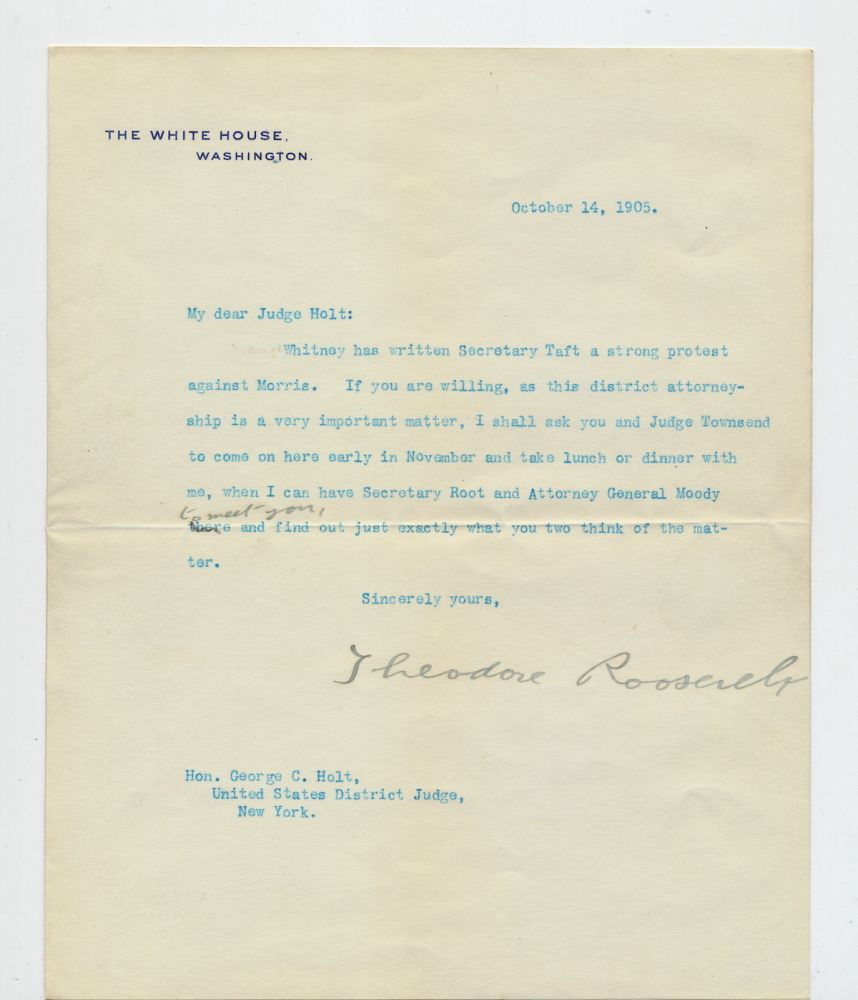 THE WHITE HOUSE,
WASHINGTON.
October 14, 1905.
My dear Judge Holt:
Whitney has written Secretary Taft a strong protest
against Morris. If you are willing, as this district attorney-
ship is a very important matter, I shall ask you and Judge Townsend
to come on here early in November and take lunch or dinner with
me, when I can have Secretary Root and Attorney General Moody
to meet you,
there and find out just exactly what you two think of the mat-
ter.
Sincerely yours,
Theodore Roosevelt
Hon. George C. Holt,
United States District Judge,
New York.